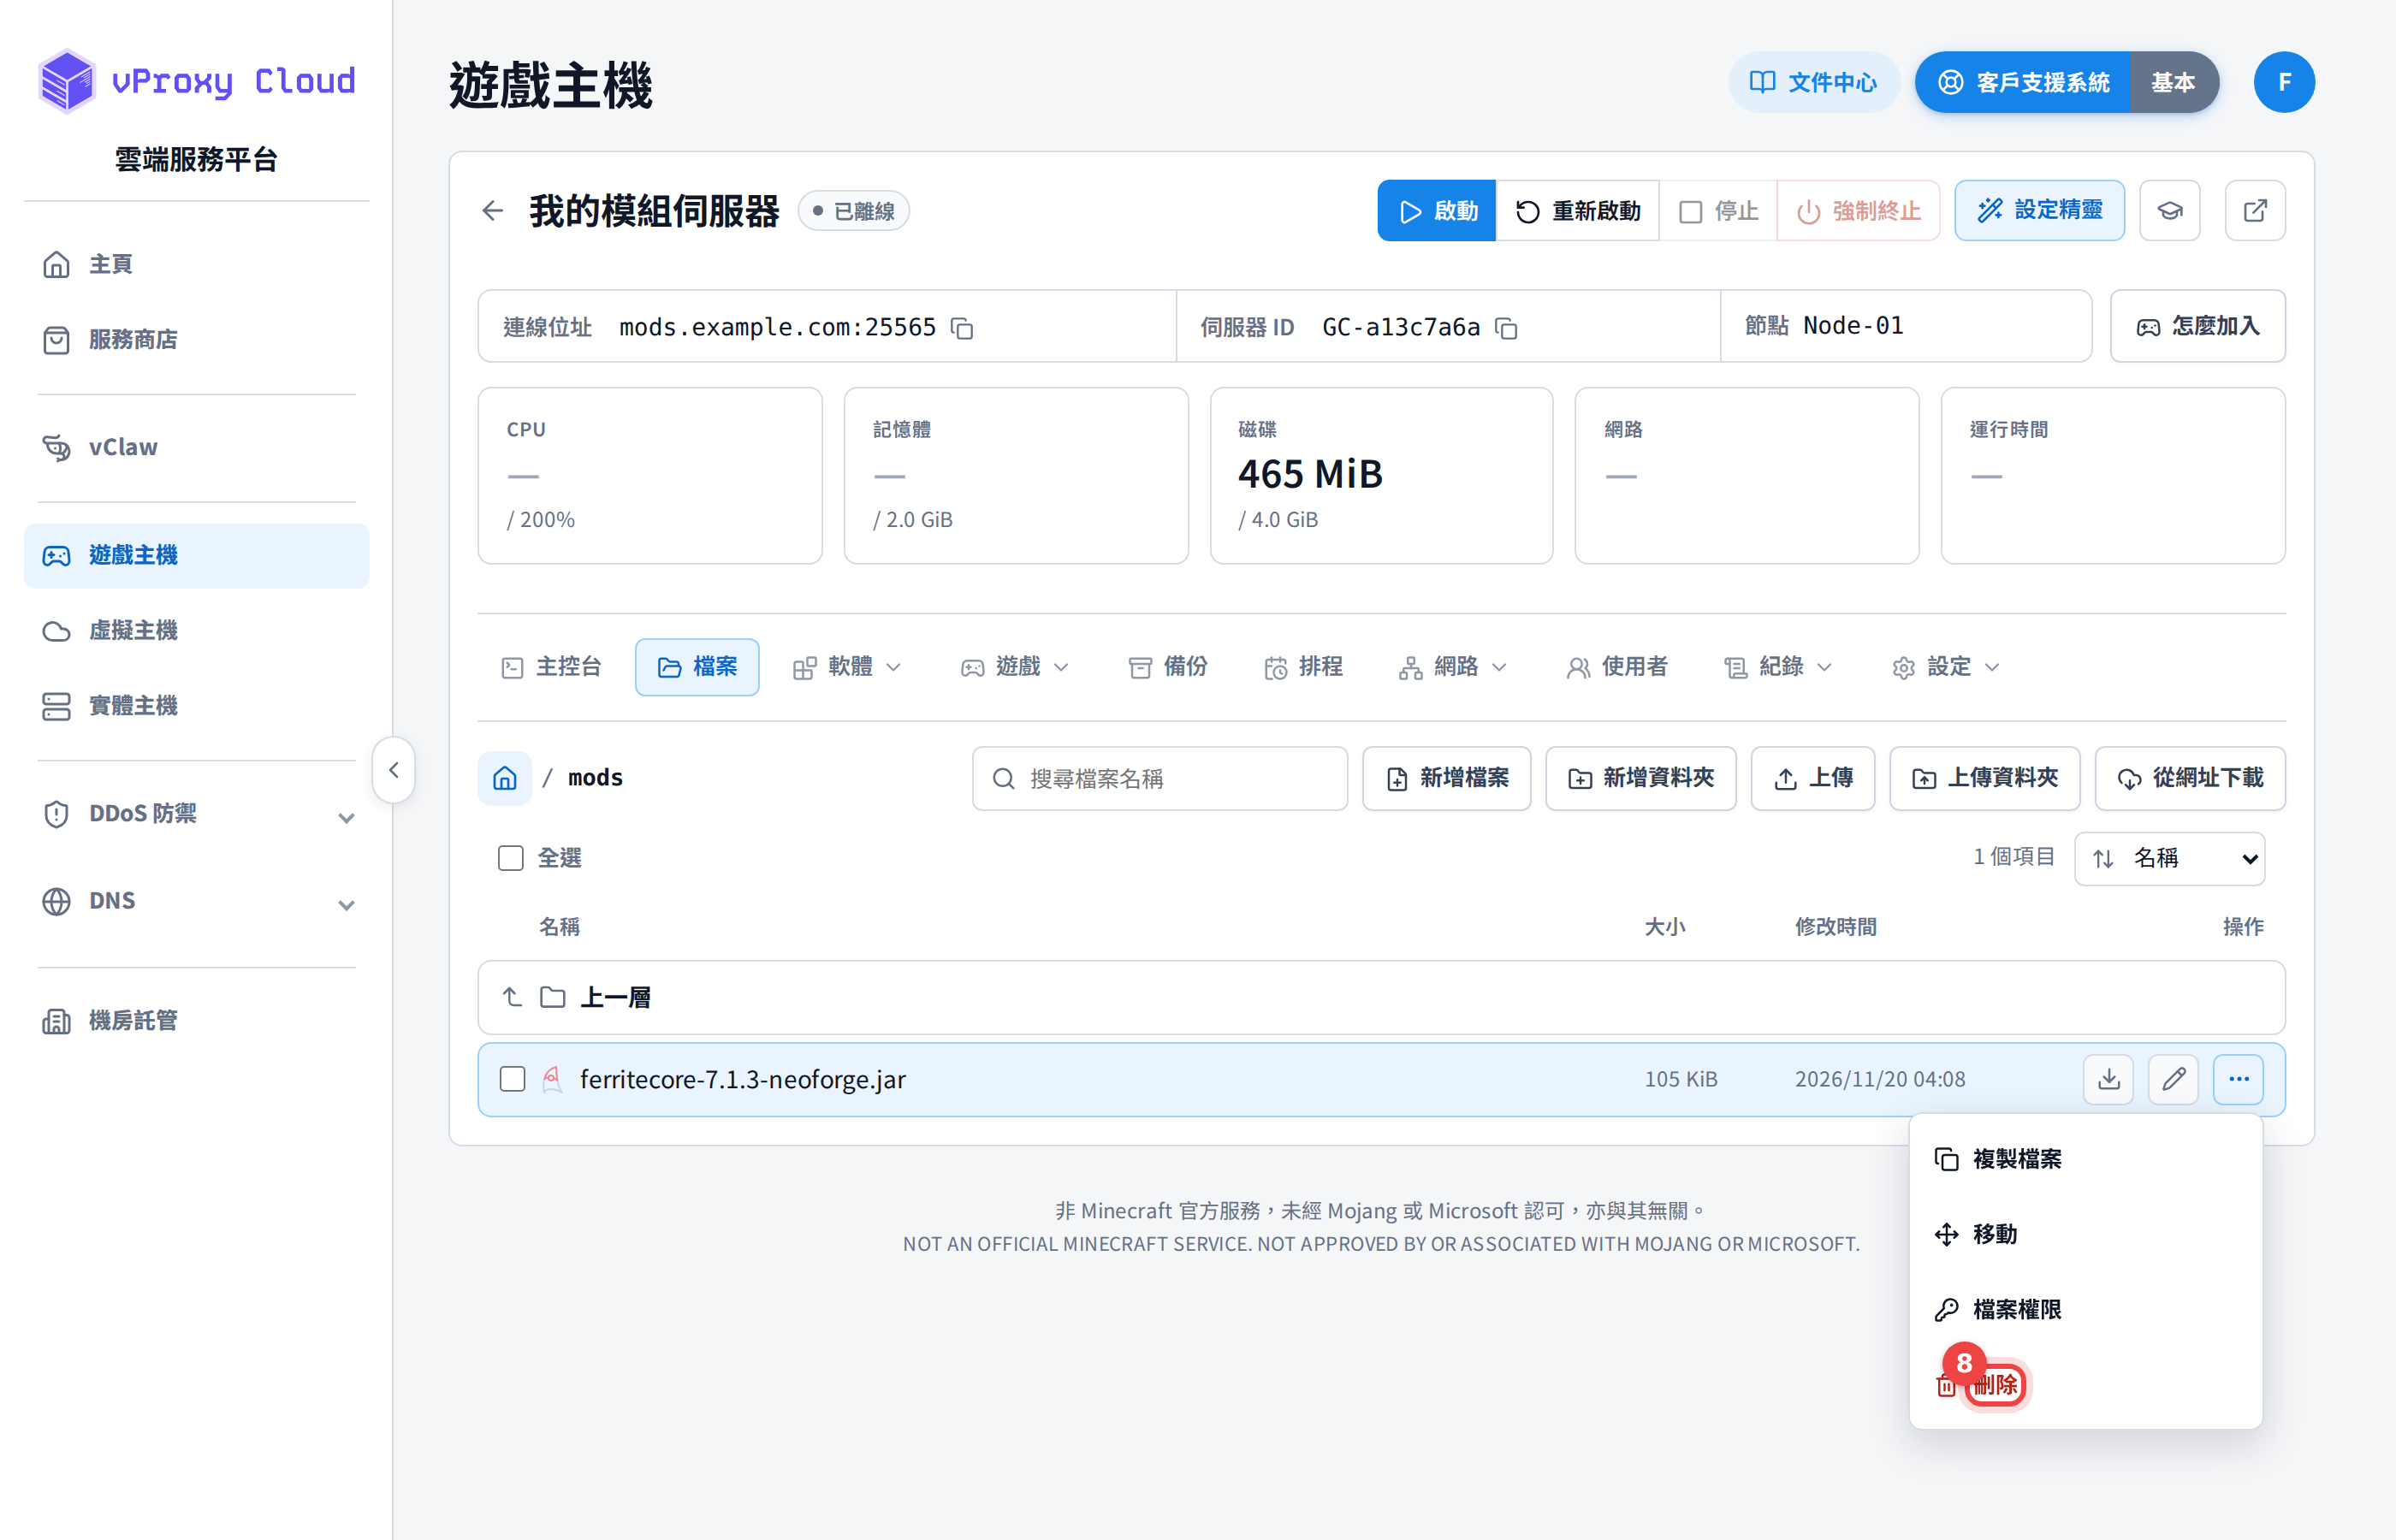 vProxy Cloud
雲端服務平台
主頁
服務商店
vClaw
遊戲主機
虛擬主機
實體主機
DDoS 防禦
DNS
機房託管
遊戲主機
文件中心
客戶支援系統
基本
F
我的模組伺服器
已離線
啟動
重新啟動
停止
強制終止
設定精靈
連線位址 mods.example.com:25565
伺服器 ID GC-a13c7a6a
節點 Node-01
怎麼加入
CPU
—
/ 200%
記憶體
—
/ 2.0 GiB
磁碟
465 MiB
/ 4.0 GiB
網路
—
運行時間
—
主控台
檔案
軟體
遊戲
備份
排程
網路
使用者
紀錄
設定
/ mods
搜尋檔案名稱
新增檔案
新增資料夾
上傳
上傳資料夾
從網址下載
全選
1 個項目
名稱
名稱 大小 修改時間 操作
上一層
ferritecore-7.1.3-neoforge.jar 105 KiB 2026/11/20 04:08
複製檔案
移動
檔案權限
8
刪除
非 Minecraft 官方服務，未經 Mojang 或 Microsoft 認可，亦與其無關。
NOT AN OFFICIAL MINECRAFT SERVICE. NOT APPROVED BY OR ASSOCIATED WITH MOJANG OR MICROSOFT.